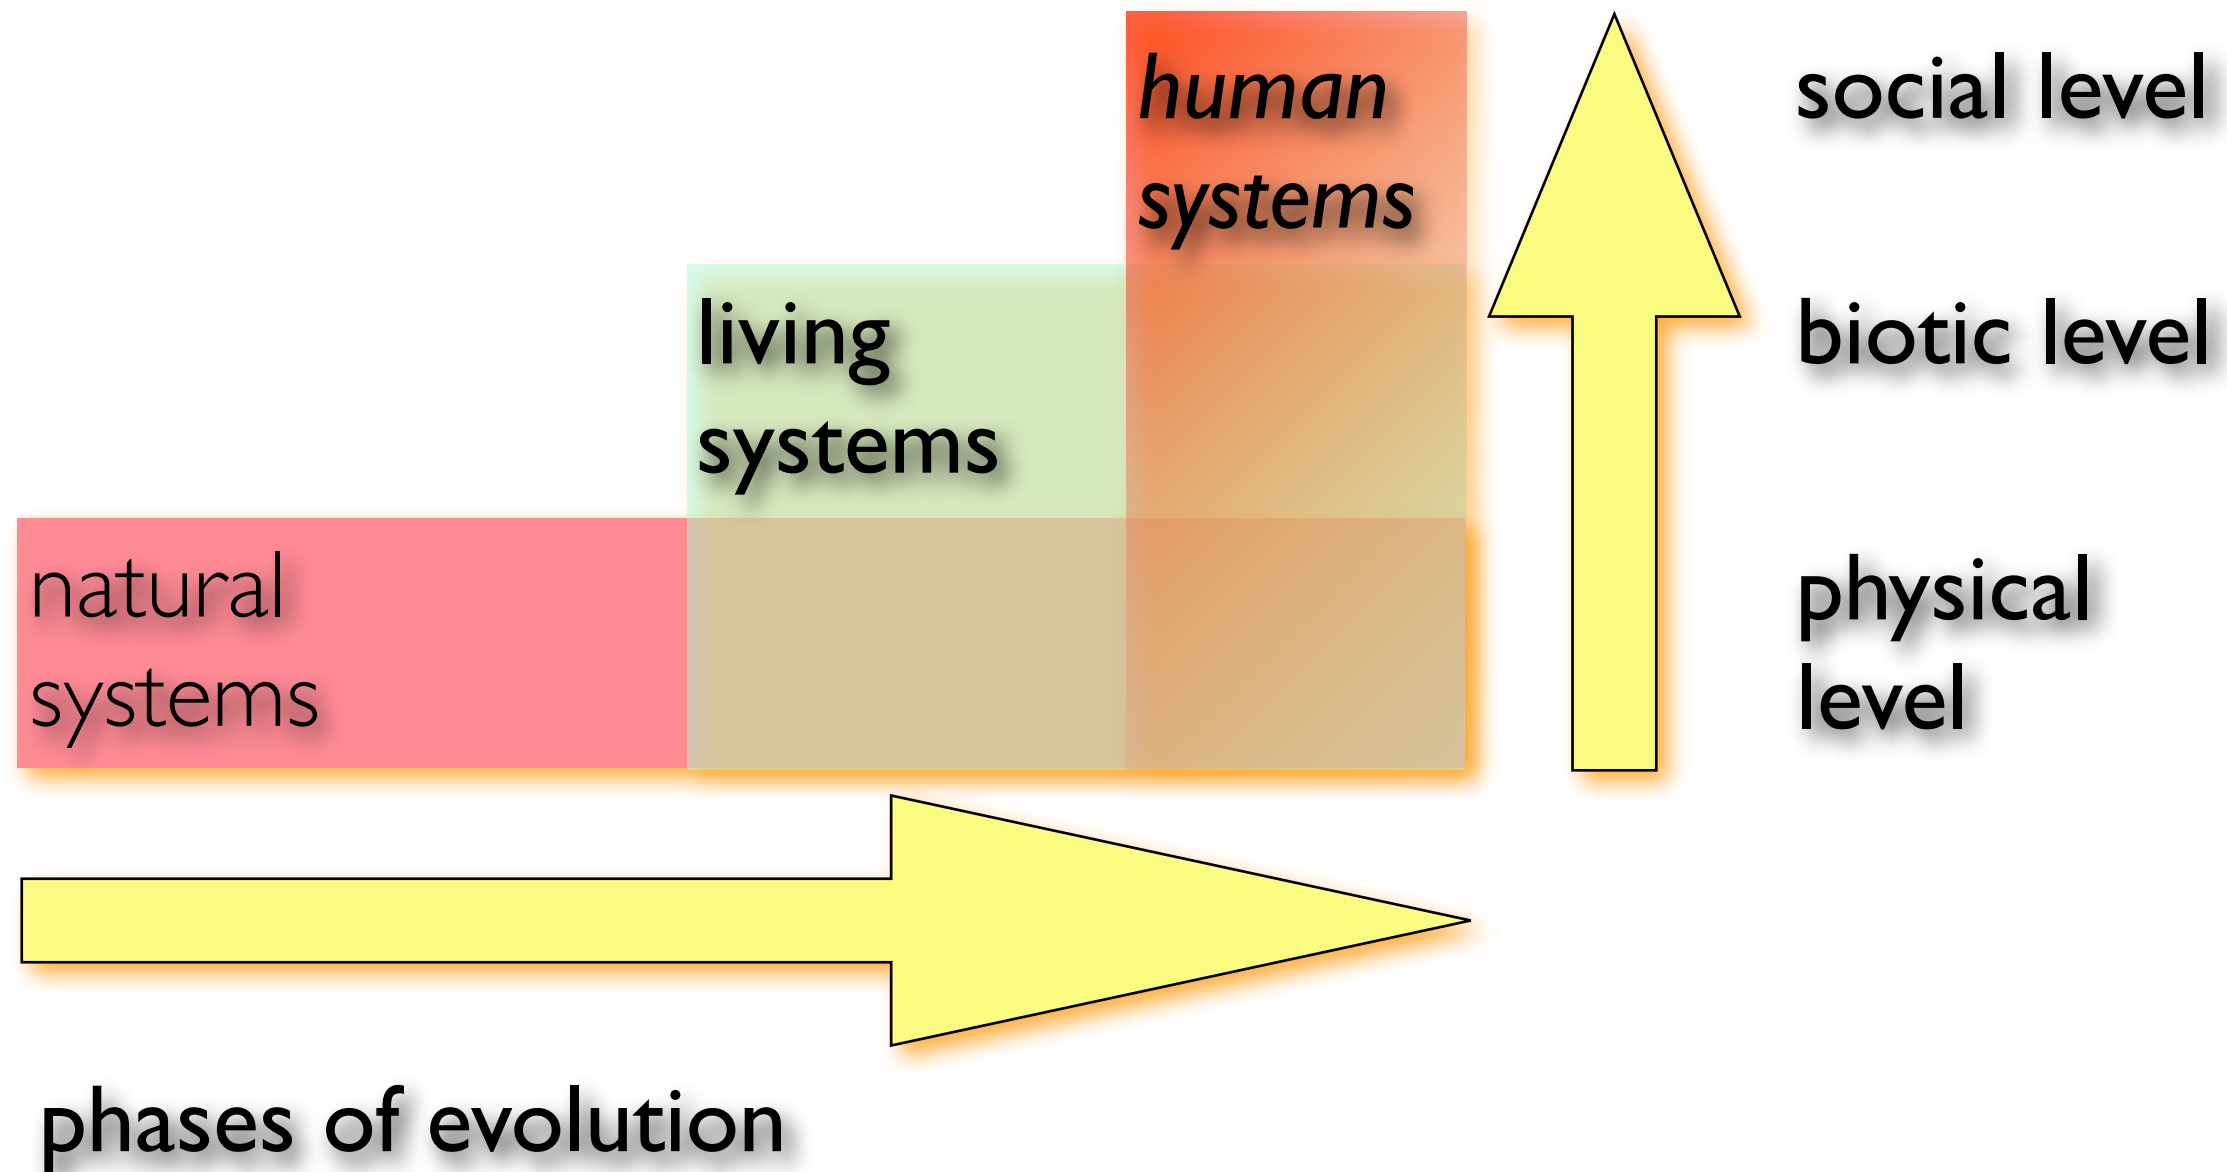 human
systems
social level
living
systems
biotic level
natural
systems
physical
level
phases of evolution